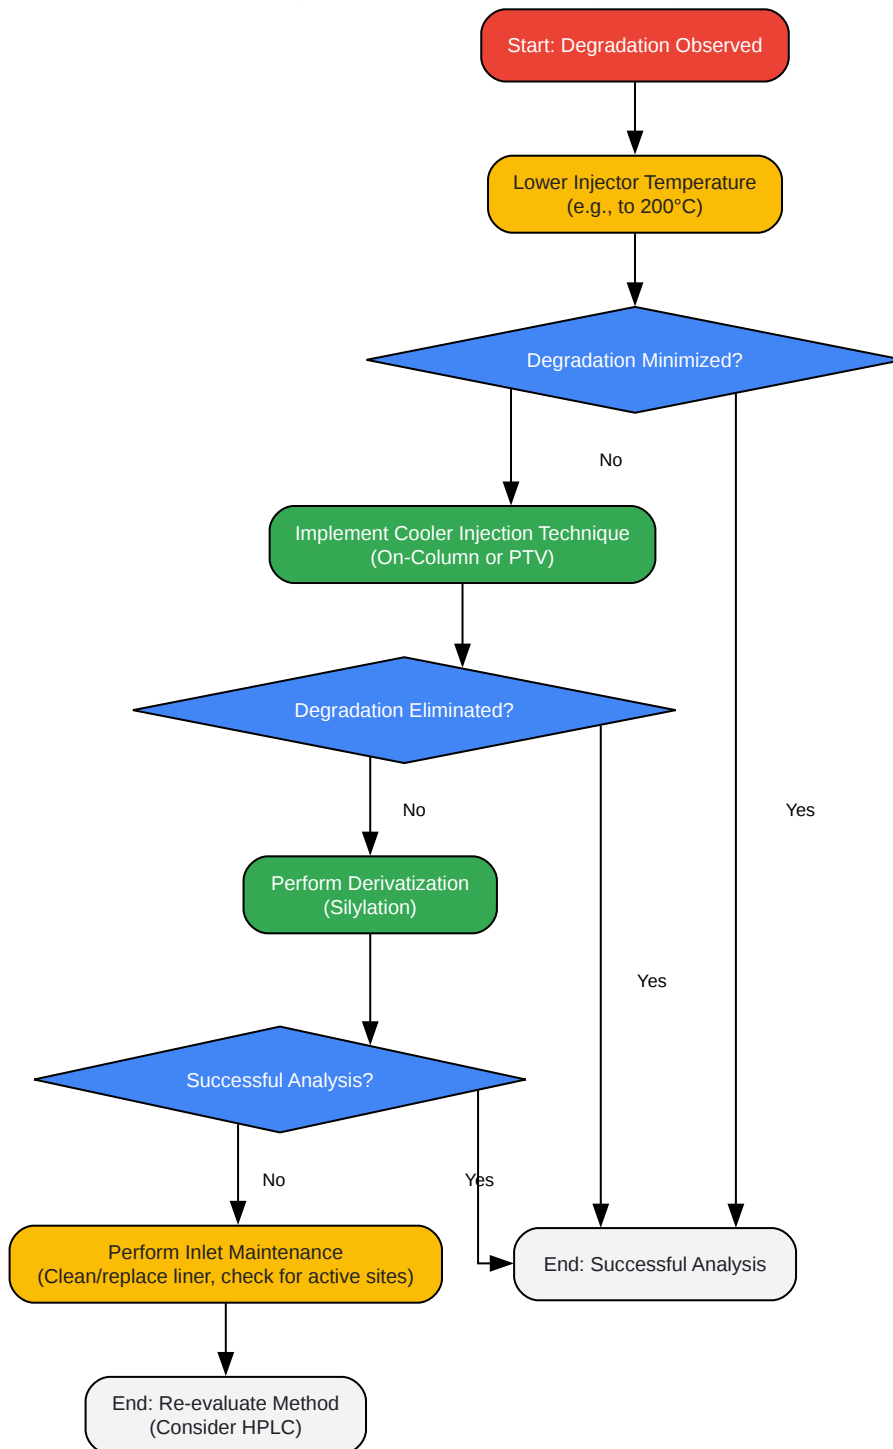 Start: Degradation Observed
Lower Injector Temperature
(e.g., to 200°C)
Degradation Minimized?
No
Implement Cooler Injection Technique
(On-Column or PTV)
Degradation Eliminated?
No
Yes
Perform Derivatization
(Silylation)
Yes
Successful Analysis?
No
Yes
Perform Inlet Maintenance
(Clean/replace liner, check for active sites)
End: Successful Analysis
End: Re-evaluate Method
(Consider HPLC)